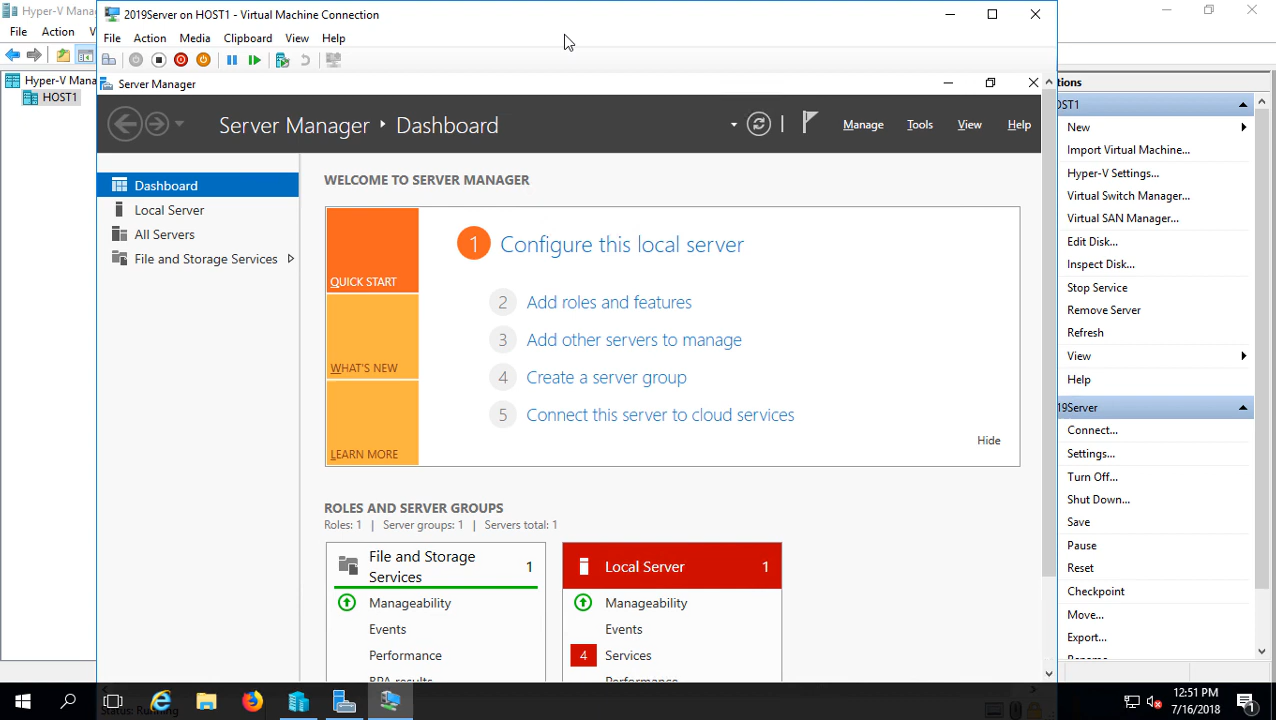 Hyper-V Mana
2019Server on HOST1 - Virtual Machine Connection
File Action
File Action Media Clipboard View Help
Hyper-V Mana
HOST1
Server Manager
Server Manager ‣ Dashboard
Manage Tools View Help
Dashboard
Local Server
All Servers
File and Storage Services
WELCOME TO SERVER MANAGER
QUICK START
WHAT'S NEW
LEARN MORE
1 Configure this local server
2 Add roles and features
3 Add other servers to manage
4 Create a server group
5 Connect this server to cloud services
Hide
ROLES AND SERVER GROUPS
Roles: 1 | Server groups: 1 | Servers total: 1
File and Storage
Services
1
Manageability
Events
Performance
BPA results
Local Server 1
Manageability
Events
4 Services
Performance
tions
OST1
New
Import Virtual Machine...
Hyper-V Settings...
Virtual Switch Manager...
Virtual SAN Manager...
Edit Disk...
Inspect Disk...
Stop Service
Remove Server
Refresh
View
Help
19Server
Connect...
Settings...
Turn Off...
Shut Down...
Save
Pause
Reset
Checkpoint
Move...
Export...
Rename...
Status: Running
12:51 PM
7/16/2018
1